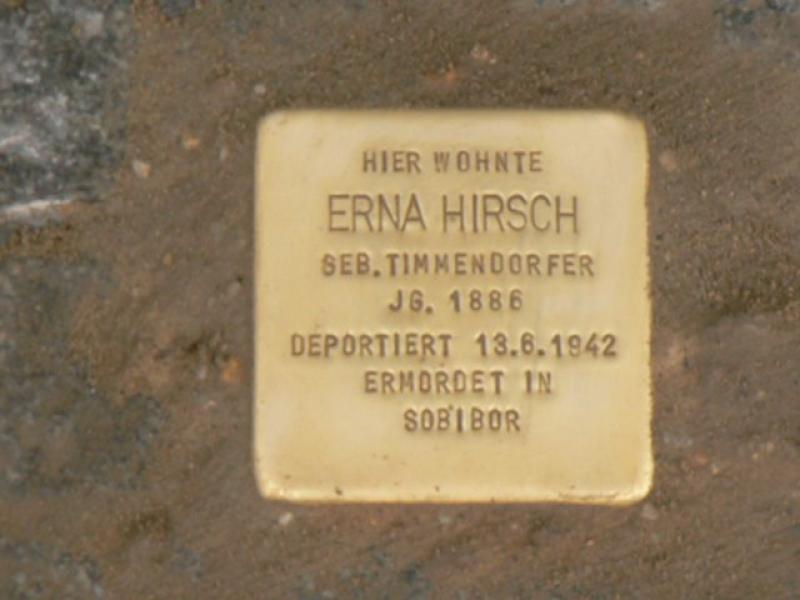 HIER WOHNTE
ERNA HIRSCH
GEB. TIMMENDORFER
JG. 1886
DEPORTIERT 13.6.1942
ERMORDET IN
SOBIBOR